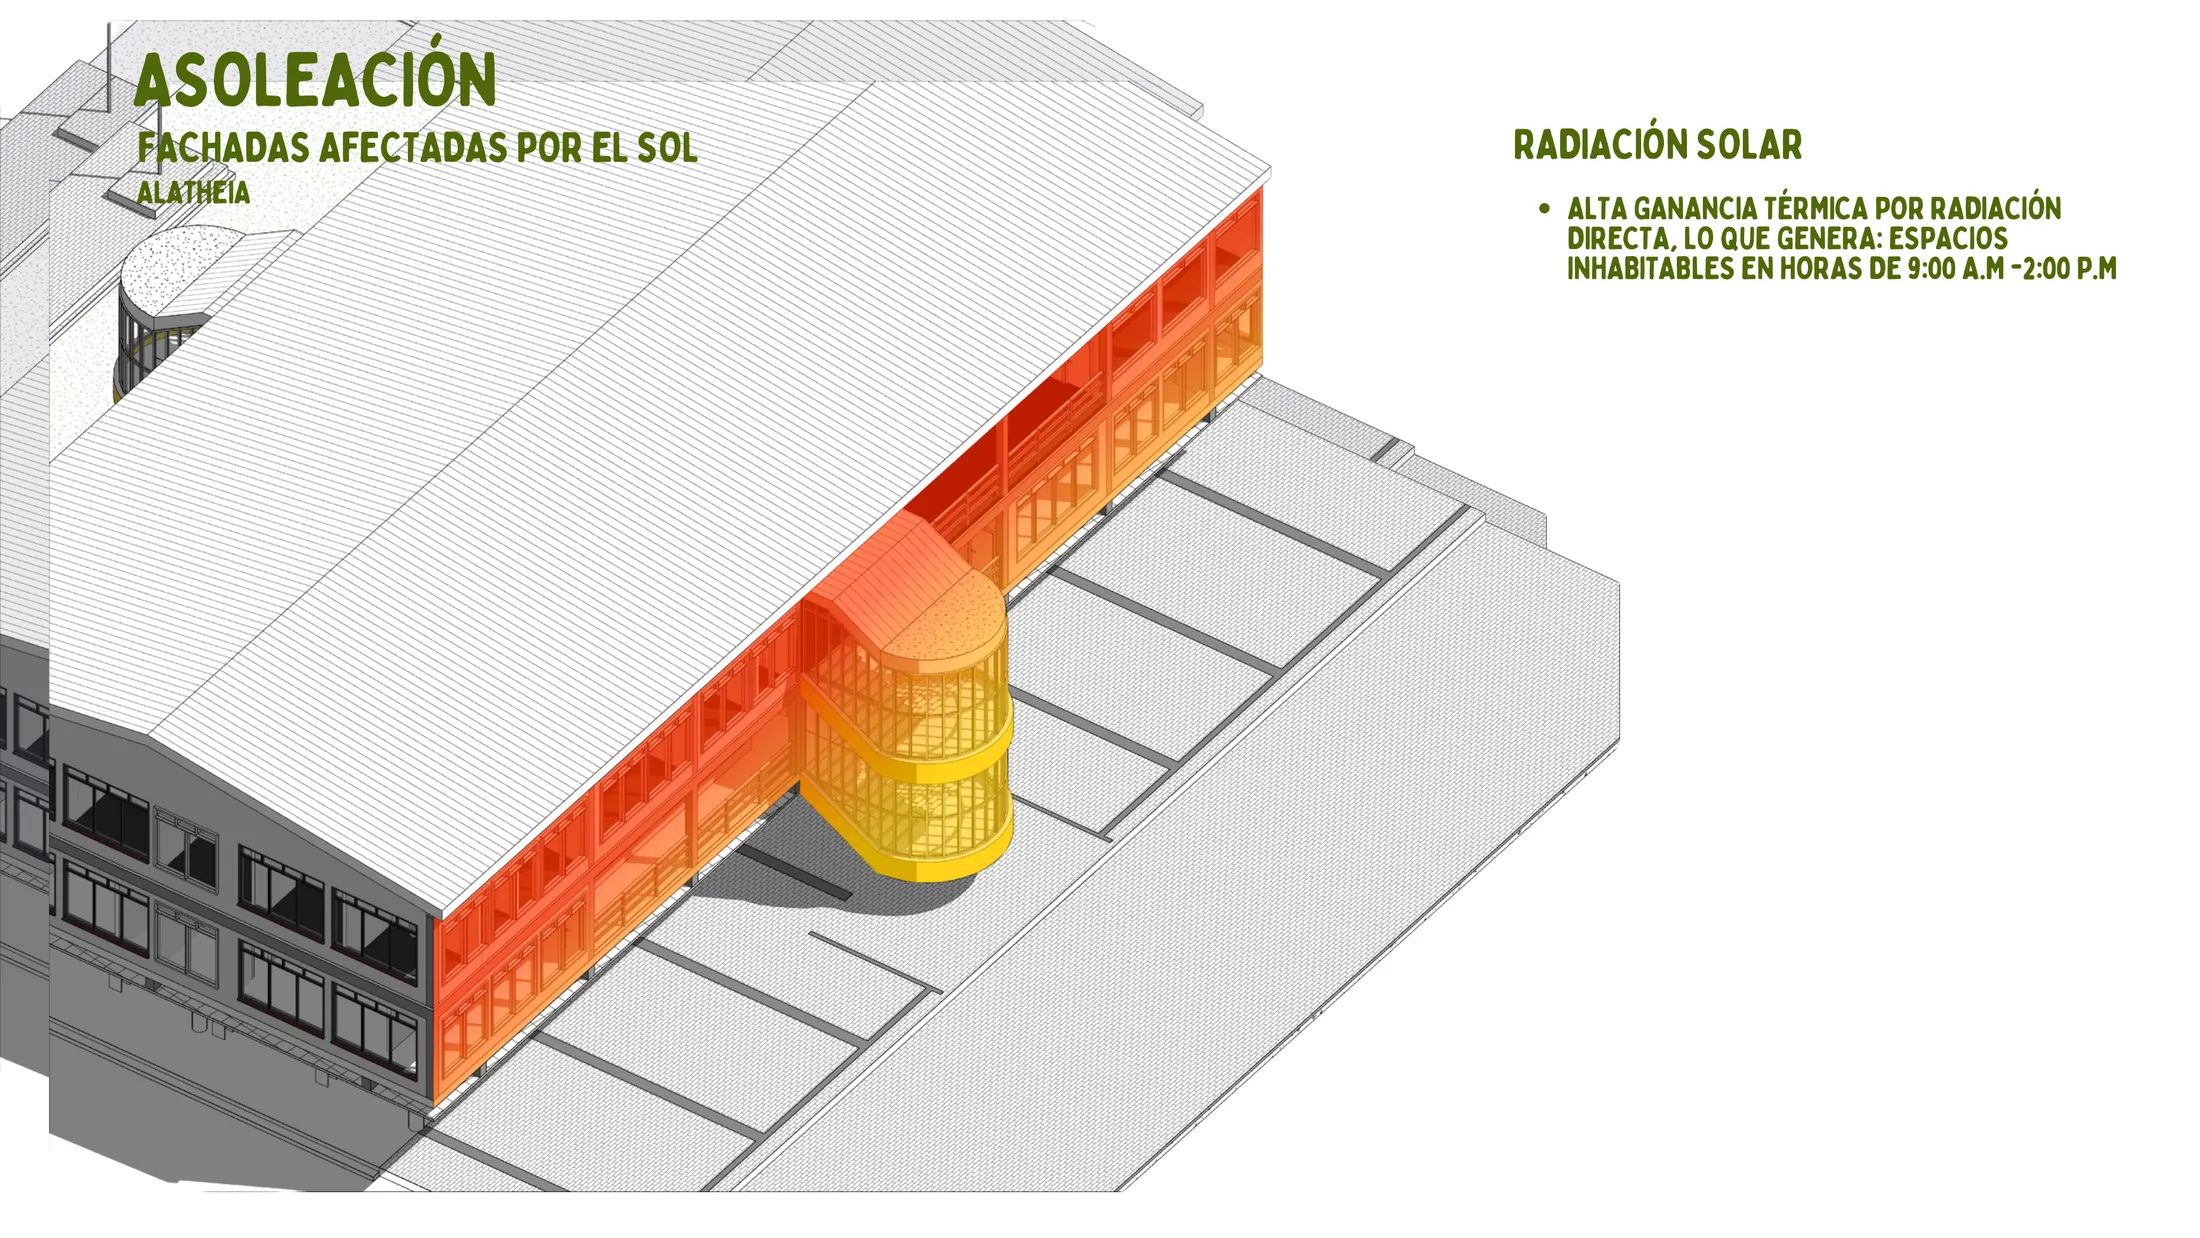 ASOLEACIÓN
FACHADAS AFECTADAS POR EL SOL
ALATHEIA
RADIACIÓN SOLAR
• ALTA GANANCIA TÉRMICA POR RADIACIÓN
DIRECTA, LO QUE GENERA: ESPACIOS
INHABITABLES EN HORAS DE 9:00 A.M -2:00 P.M